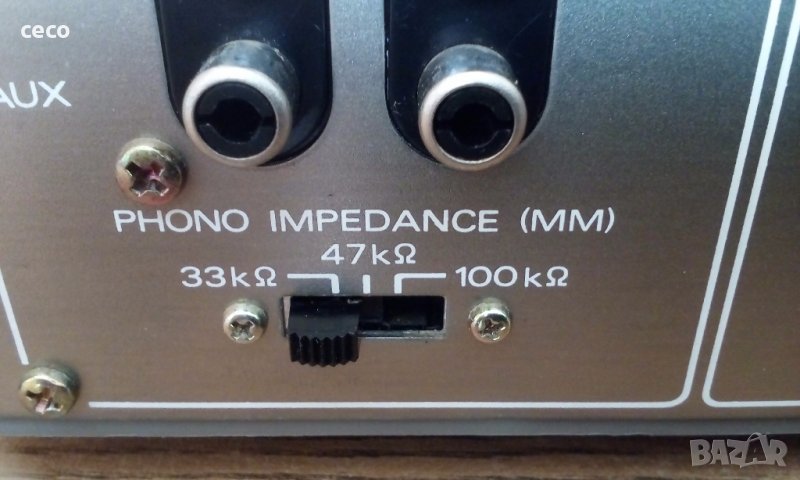 ceco
AUX
PHONO IMPEDANCE (MM)
47kΩ
33kΩ 100kΩ
BAZAR